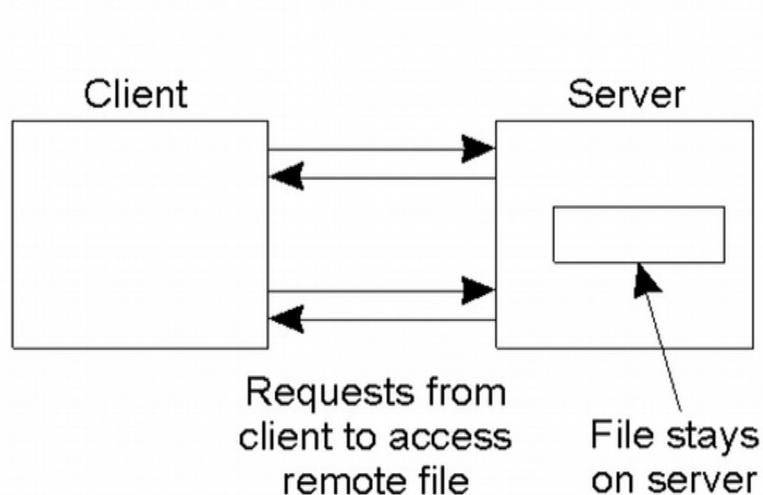 Client
Server
Requests from
client to access
remote file
File stays
on server